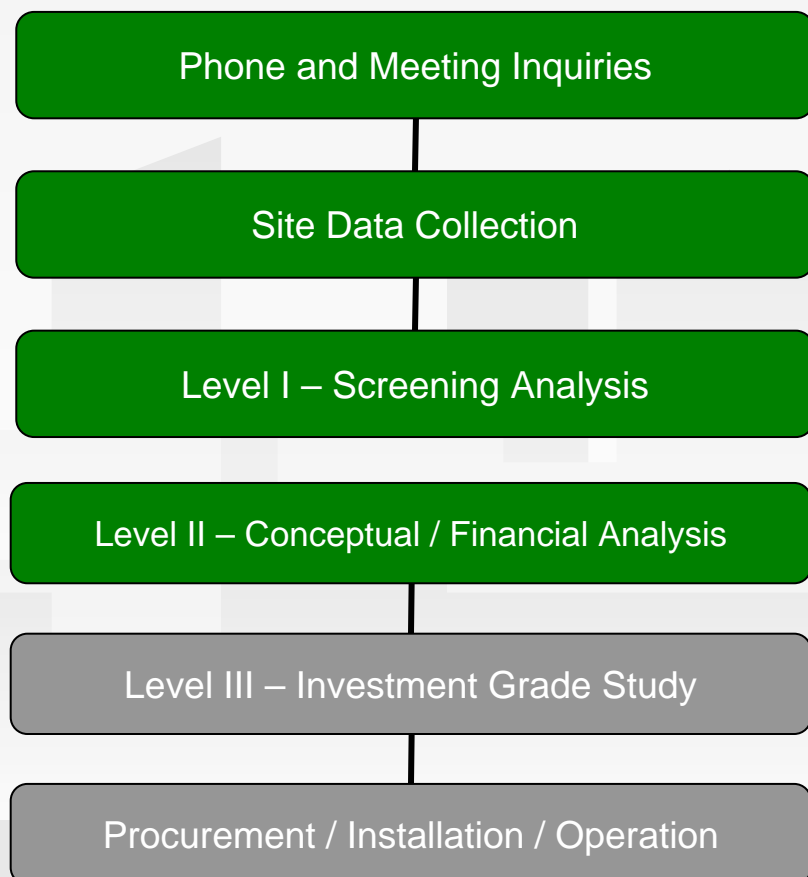 Phone and Meeting Inquiries
Site Data Collection
Level I – Screening Analysis
Level II – Conceptual / Financial Analysis
Level III – Investment Grade Study
Procurement / Installation / Operation